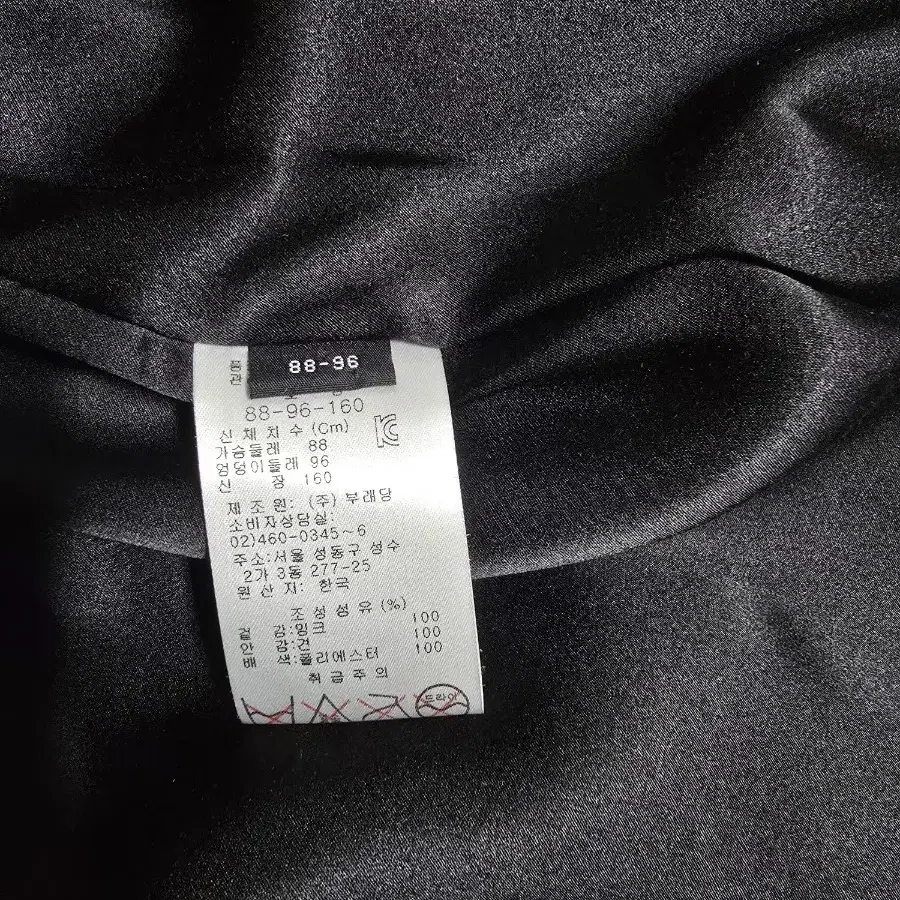 88-96
88-96-160
신 체 치 수 (Cm)
가슴둘레 88
엉덩이둘레 96
신 장 160
제 조 원: (주) 부래당
소비자상담실:
02)460-0345~6
주소:서울 성동구 성수
2가 3동 277-25
원 산 지: 한국
조 성 섬 유 (%)
겉 감:밍크 100
안 감:견 100
배 색:폴리에스터 100
취 급 주 의
드라이